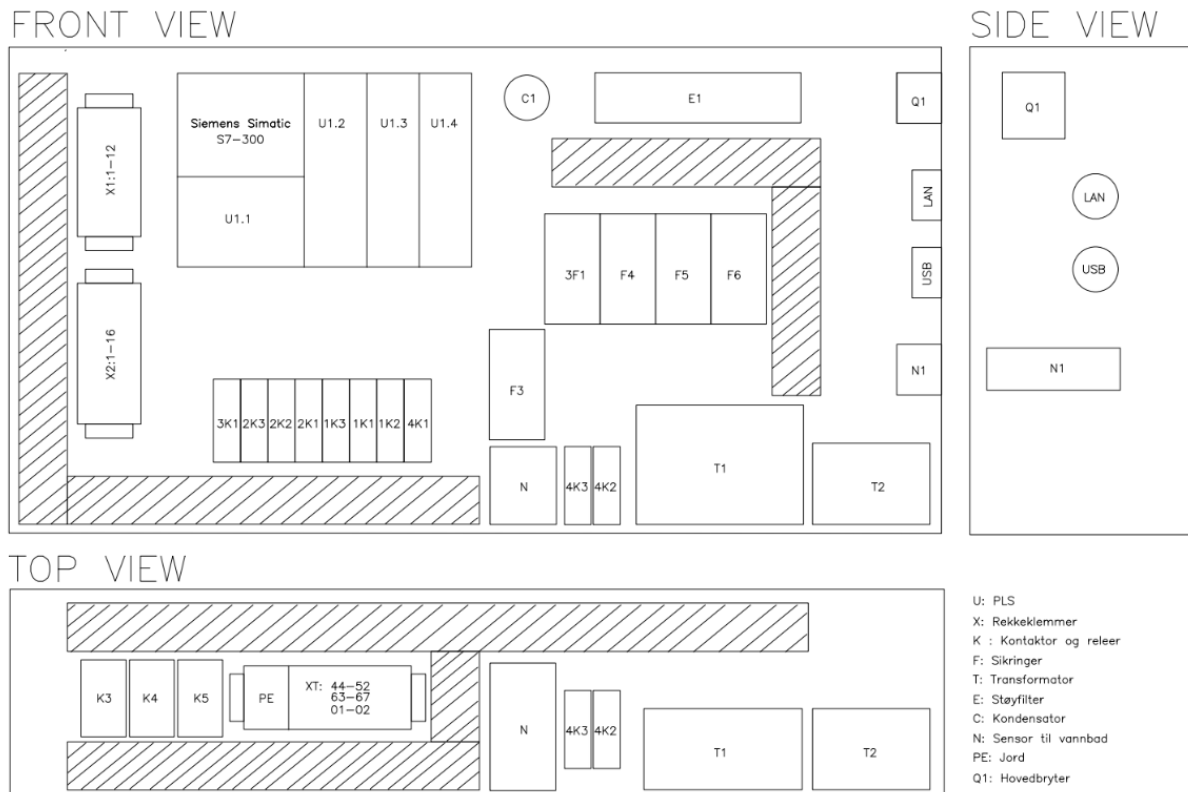 FRONT VIEW
SIDE VIEW
X1:1-12
X2:1-16
Siemens Simatic
S7-300
U1.1
U1.2
U1.3
U1.4
C1
E1
Q1
LAN
USB
N1
3F1
F4
F5
F6
F3
3K1
2K3
2K2
2K1
1K3
1K1
1K2
4K1
N
4K3
4K2
T1
T2
Q1
LAN
USB
N1
TOP VIEW
K3
K4
K5
PE
XT: 44-52
63-67
01-02
N
4K3
4K2
T1
T2
U: PLS
X: Rekkeklemmer
K : Kontaktor og releer
F: Sikringer
T: Transformator
E: Støyfilter
C: Kondensator
N: Sensor til vannbad
PE: Jord
Q1: Hovedbryter